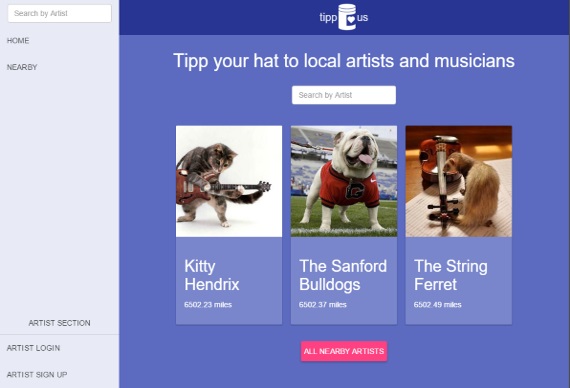 Search by Artist
HOME
NEARBY
ARTIST SECTION
ARTIST LOGIN
ARTIST SIGN UP
tipp us
Tipp your hat to local artists and musicians
Search by Artist
Kitty
Hendrix
6502.23 miles
The Sanford
Bulldogs
6502.37 miles
The String
Ferret
6502.49 miles
ALL NEARBY ARTISTS